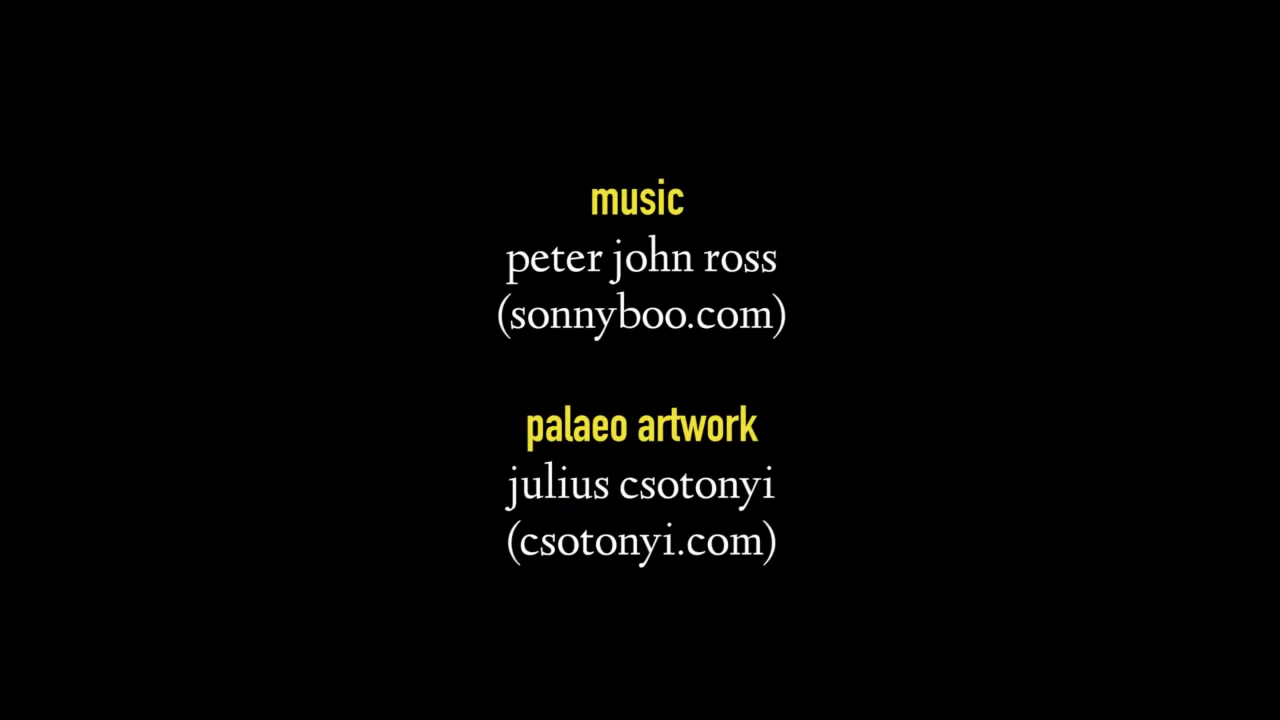 music
peter john ross
(sonnyboo.com)
palaeo artwork
julius csotonyi
(csotonyi.com)